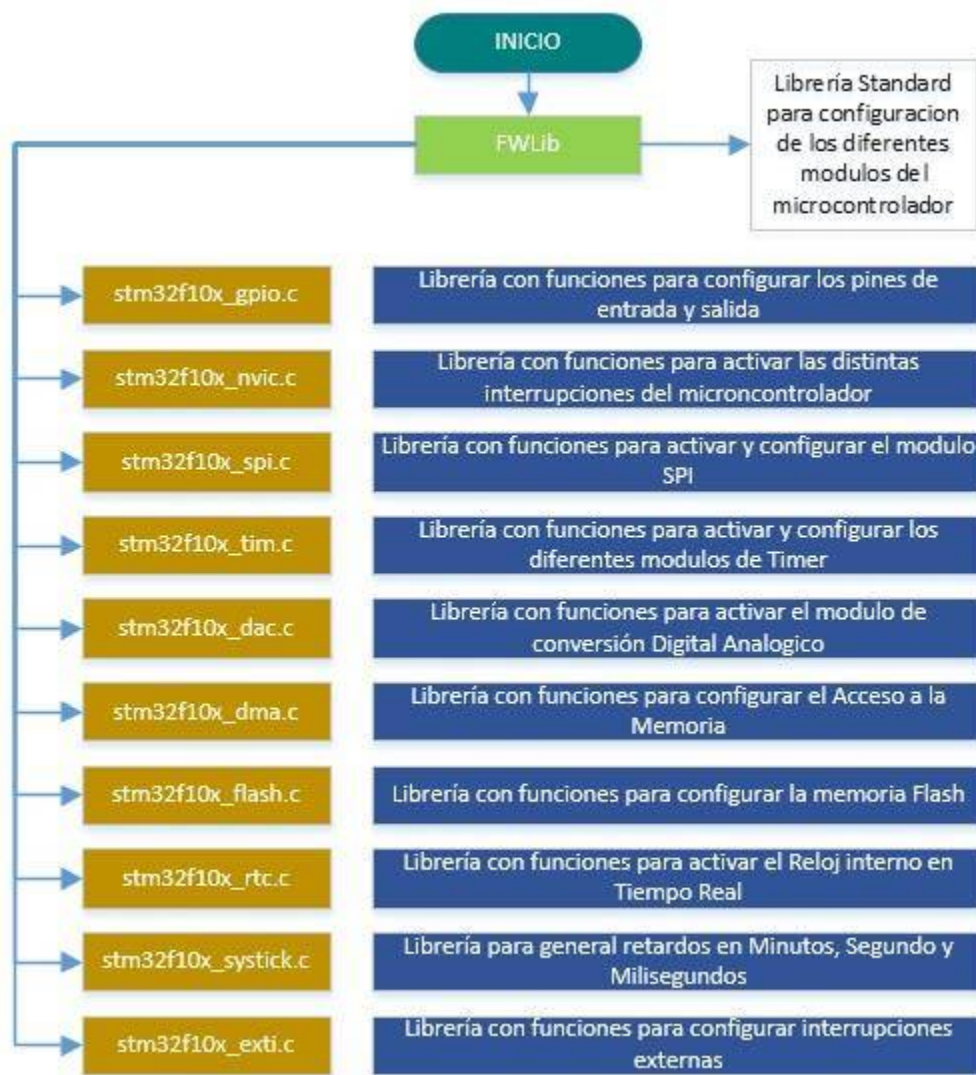 INICIO
FWLib
Librería Standard
para configuracion
de los diferentes
modulos del
microcontrolador
stm32f10x_gpio.c
Librería con funciones para configurar los pines de
entrada y salida
stm32f10x_nvic.c
Librería con funciones para activar las distintas
interrupciones del microncontrolador
stm32f10x_spi.c
Librería con funciones para activar y configurar el modulo
SPI
stm32f10x_tim.c
Librería con funciones para activar y configurar los
diferentes modulos de Timer
stm32f10x_dac.c
Librería con funciones para activar el modulo de
conversión Digital Analogico
stm32f10x_dma.c
Librería con funciones para configurar el Acceso a la
Memoria
stm32f10x_flash.c
Librería con funciones para configurar la memoria Flash
stm32f10x_rtc.c
Librería con funciones para activar el Reloj interno en
Tiempo Real
stm32f10x_systick.c
Librería para general retardos en Minutos, Segundo y
Milisegundos
stm32f10x_exti.c
Librería con funciones para configurar interrupciones
externas